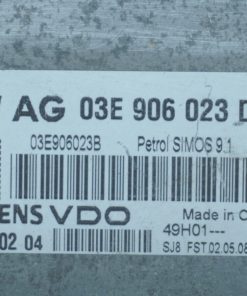 AG 03E 906 023
03E906023B Petrol SIMOS 9.1
ENS VDO
Made in C
02 04 49H01---
SJ8 FST 02.05.08